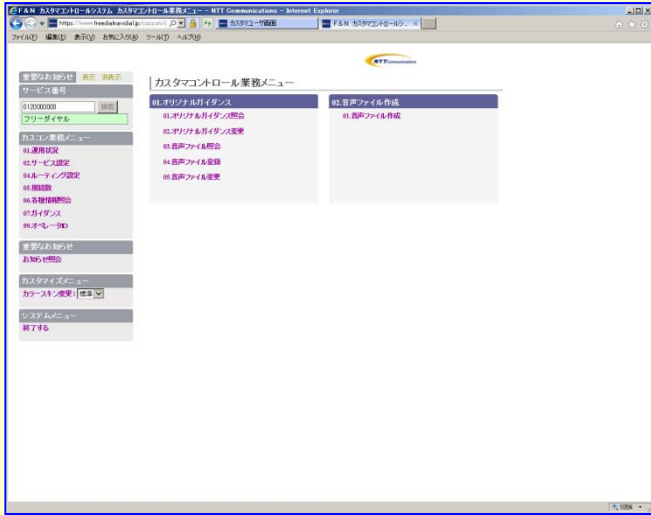 F&N カスタマコントロールシステム カスタマコントロール業務メニュー - NTT Communications - Internet Explorer
カスタマユーザ画面
F&N カスタマコントロールシ...
ファイル(F) 編集(E) 表示(V) お気に入り(A) ツール(T) ヘルプ(H)
NTT Communications
重要なお知らせ 表示 非表示
サービス番号
0120000000 検索
フリーダイヤル
カスコン業務メニュー
01.運用状況
02.サービス設定
04.ルーティング設定
05.接続数
06.各種情報照会
07.ガイダンス
09.オペレータID
重要なお知らせ
お知らせ照会
カスタマイズメニュー
カラースキン変更: 標準
システムメニュー
終了する
カスタマコントロール業務メニュー
01.オリジナルガイダンス
01.オリジナルガイダンス照会
02.オリジナルガイダンス変更
03.音声ファイル照会
04.音声ファイル登録
05.音声ファイル変更
02.音声ファイル作成
01.音声ファイル作成
105%